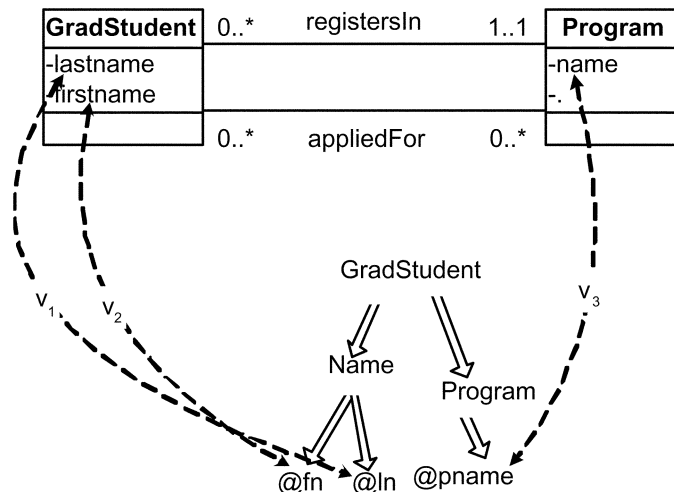 GradStudent 0..* registersIn 1..1 Program
-lastname -name
-firstname -.
0..* appliedFor 0..*
GradStudent
v1 v2 v3
Name
Program
@fn @ln @pname